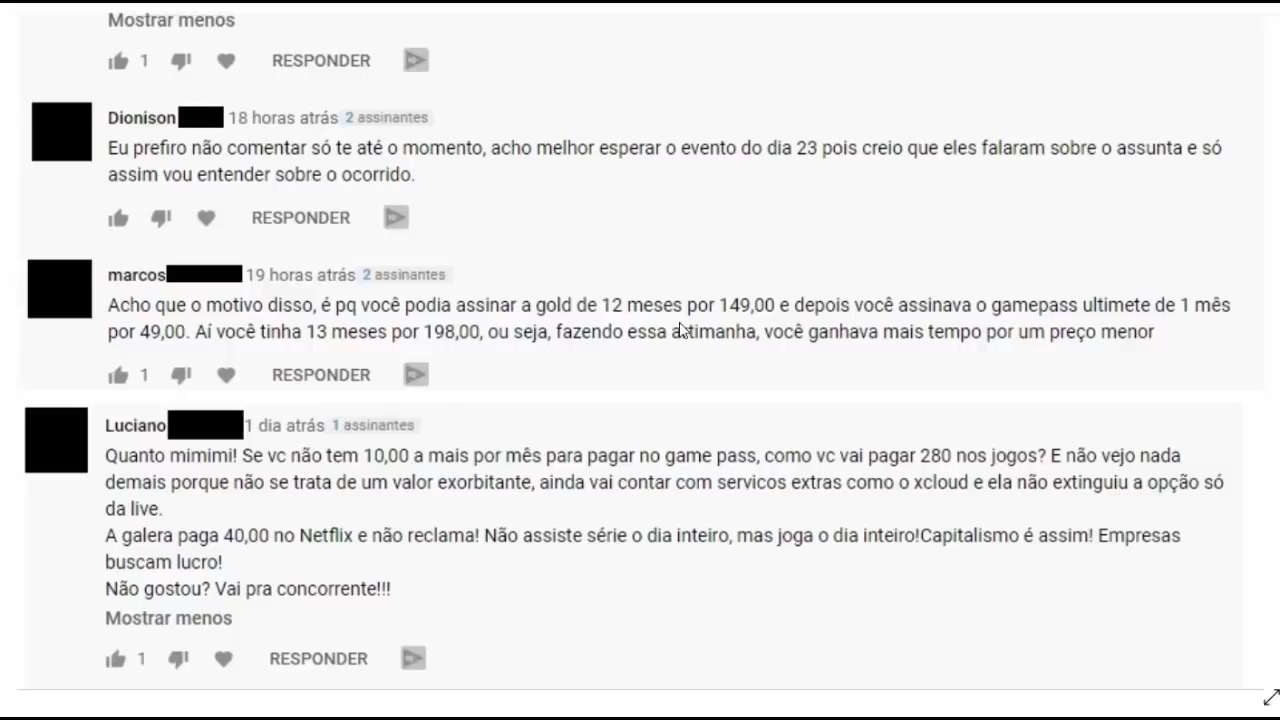 Mostrar menos
1 RESPONDER
Dionison 18 horas atrás 2 assinantes
Eu prefiro não comentar só te até o momento, acho melhor esperar o evento do dia 23 pois creio que eles falaram sobre o assunta e só
assim vou entender sobre o ocorrido.
RESPONDER
marcos 19 horas atrás 2 assinantes
Acho que o motivo disso, é pq você podia assinar a gold de 12 meses por 149,00 e depois você assinava o gamepass ultimete de 1 mês
por 49,00. Aí você tinha 13 meses por 198,00, ou seja, fazendo essa artimanha, você ganhava mais tempo por um preço menor
1 RESPONDER
Luciano 1 dia atrás 1 assinantes
Quanto mimimi! Se vc não tem 10,00 a mais por mês para pagar no game pass, como vc vai pagar 280 nos jogos? E não vejo nada
demais porque não se trata de um valor exorbitante, ainda vai contar com servicos extras como o xcloud e ela não extinguiu a opção só
da live.
A galera paga 40,00 no Netflix e não reclama! Não assiste série o dia inteiro, mas joga o dia inteiro!Capitalismo é assim! Empresas
buscam lucro!
Não gostou? Vai pra concorrente!!!
Mostrar menos
1 RESPONDER